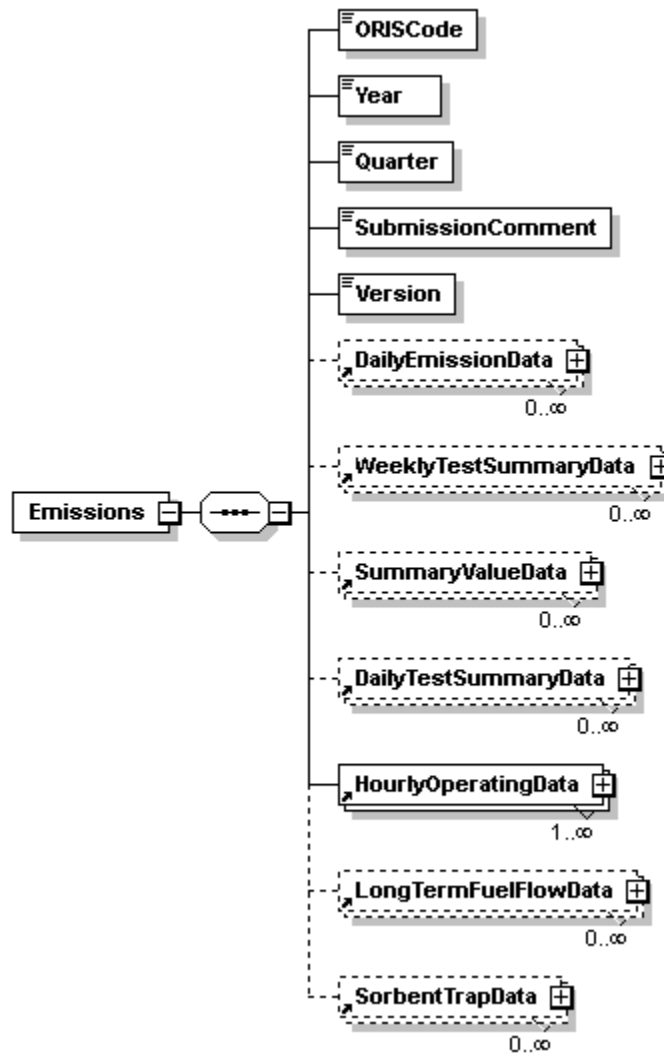 ORISCode
Year
Quarter
SubmissionComment
Version
DailyEmissionData
0..∞
WeeklyTestSummaryData
0..∞
Emissions
SummaryValueData
0..∞
DailyTestSummaryData
0..∞
HourlyOperatingData
1..∞
LongTermFuelFlowData
0..∞
SorbentTrapData
0..∞